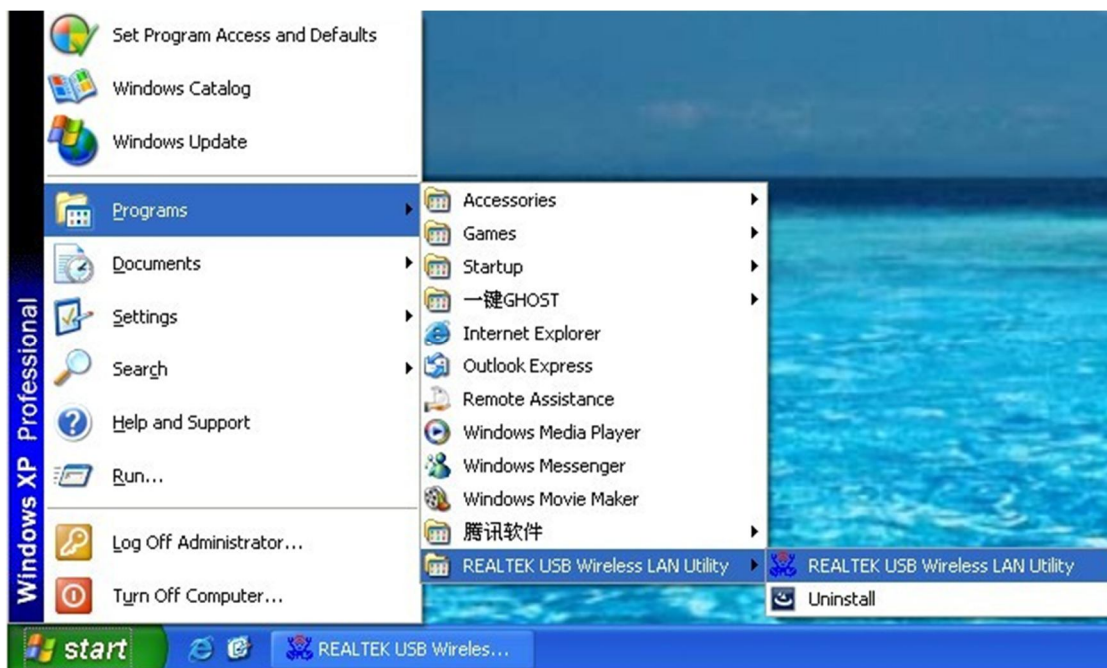 Set Program Access and Defaults
Windows Catalog
Windows Update
Programs
Documents
Settings
Search
Help and Support
Run...
Log Off Administrator...
Turn Off Computer...
Windows XP Professional
Accessories
Games
Startup
一键GHOST
Internet Explorer
Outlook Express
Remote Assistance
Windows Media Player
Windows Messenger
Windows Movie Maker
腾讯软件
REALTEK USB Wireless LAN Utility
REALTEK USB Wireless LAN Utility
Uninstall
start
REALTEK USB Wireles...